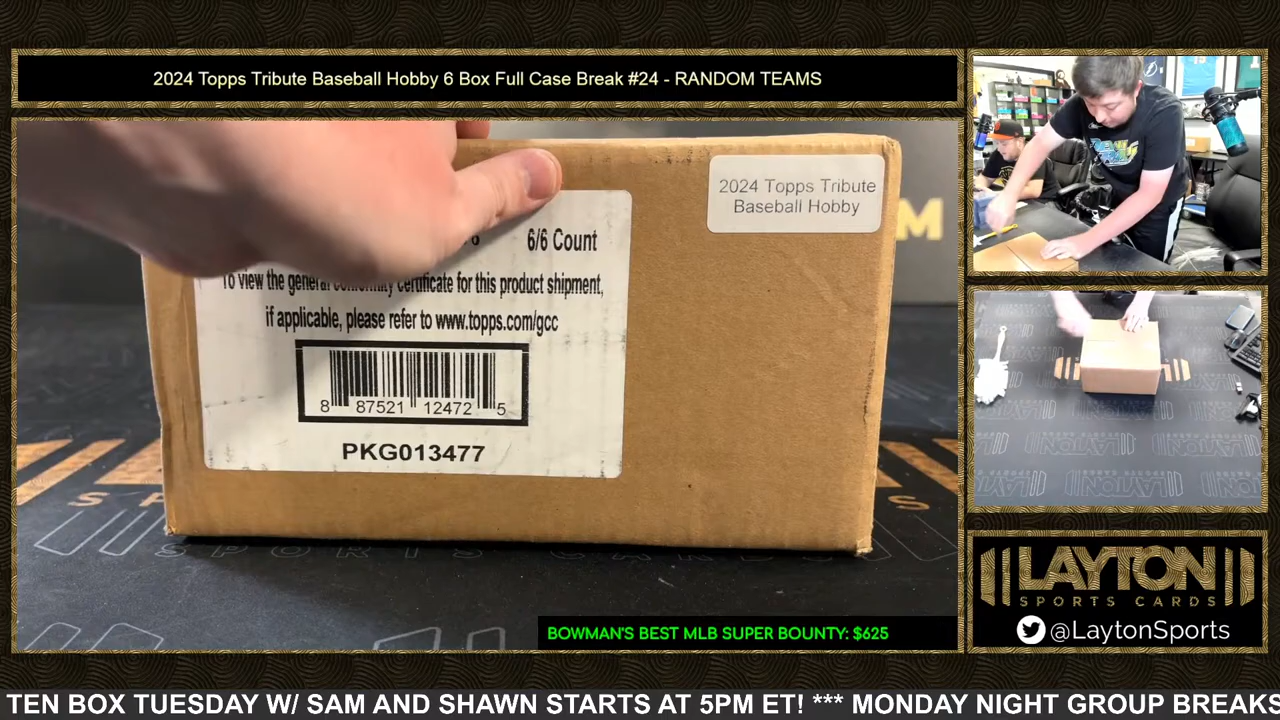 2024 Topps Tribute Baseball Hobby 6 Box Full Case Break #24 - RANDOM TEAMS
2024 Topps Tribute
Baseball Hobby
6/6 Count
To view the general conformity certificate for this product shipment,
if applicable, please refer to www.topps.com/gcc
8 87521 12472 5
PKG013477
SPORTS CARDS
BOWMAN'S BEST MLB SUPER BOUNTY: $625
LAYTON
SPORTS CARDS
@LaytonSports
TEN BOX TUESDAY W/ SAM AND SHAWN STARTS AT 5PM ET! *** MONDAY NIGHT GROUP BREAKS